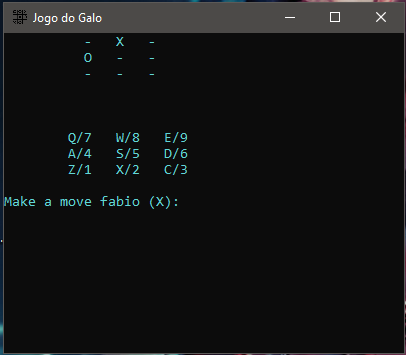 Jogo do Galo
- X -
O - -
- - -
Q/7 W/8 E/9
A/4 S/5 D/6
Z/1 X/2 C/3
Make a move fabio (X):